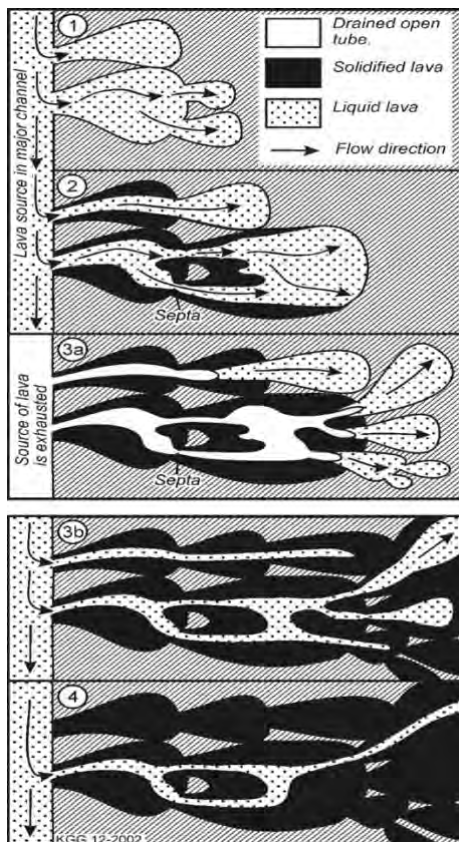 1
Drained open
tube.
Solidified lava
Liquid lava
Flow direction
Lava source in major channel
2
Septa
3a
Source of lava
is exhausted
Septa
3b
4
KGG 12-2002